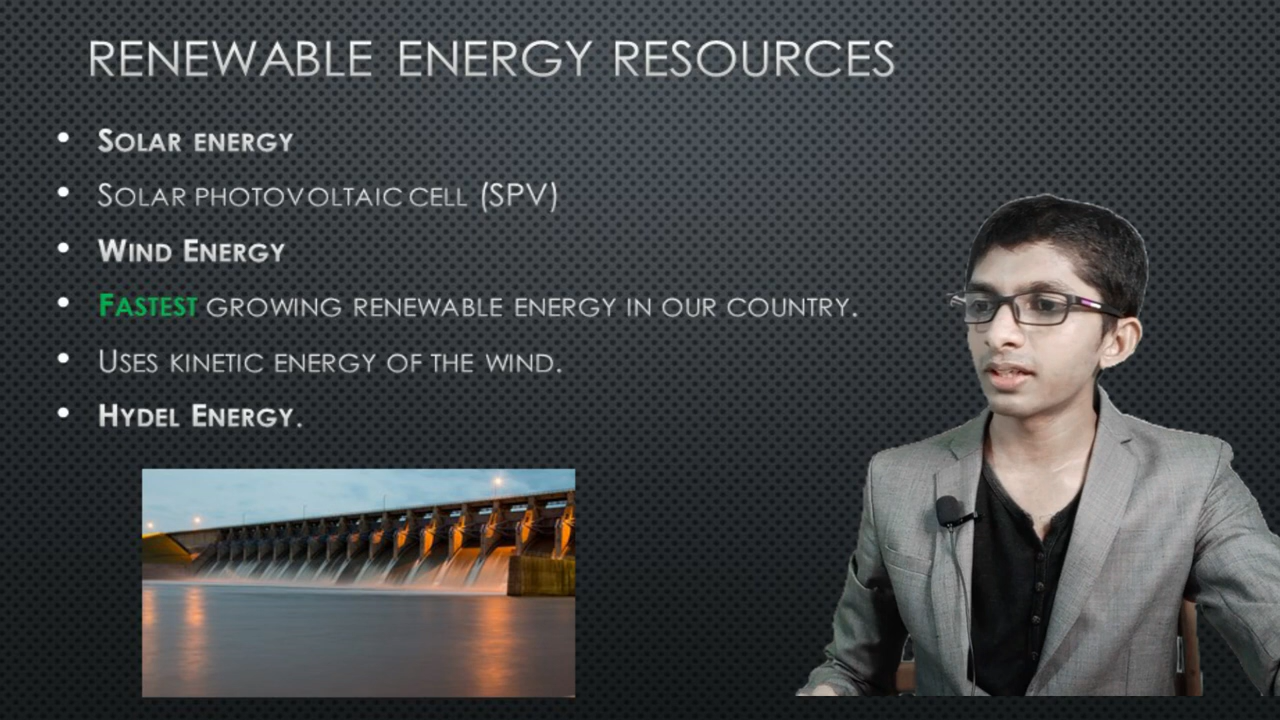 RENEWABLE ENERGY RESOURCES
• SOLAR ENERGY
• SOLAR PHOTOVOLTAIC CELL (SPV)
• WIND ENERGY
• FASTEST GROWING RENEWABLE ENERGY IN OUR COUNTRY.
• USES KINETIC ENERGY OF THE WIND.
• HYDEL ENERGY.